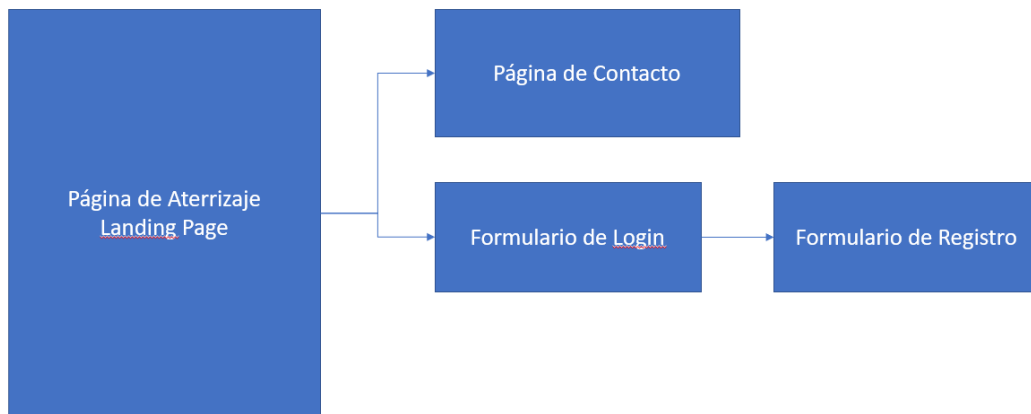 Página de Aterrizaje
Landing Page
Página de Contacto
Formulario de Login
Formulario de Registro